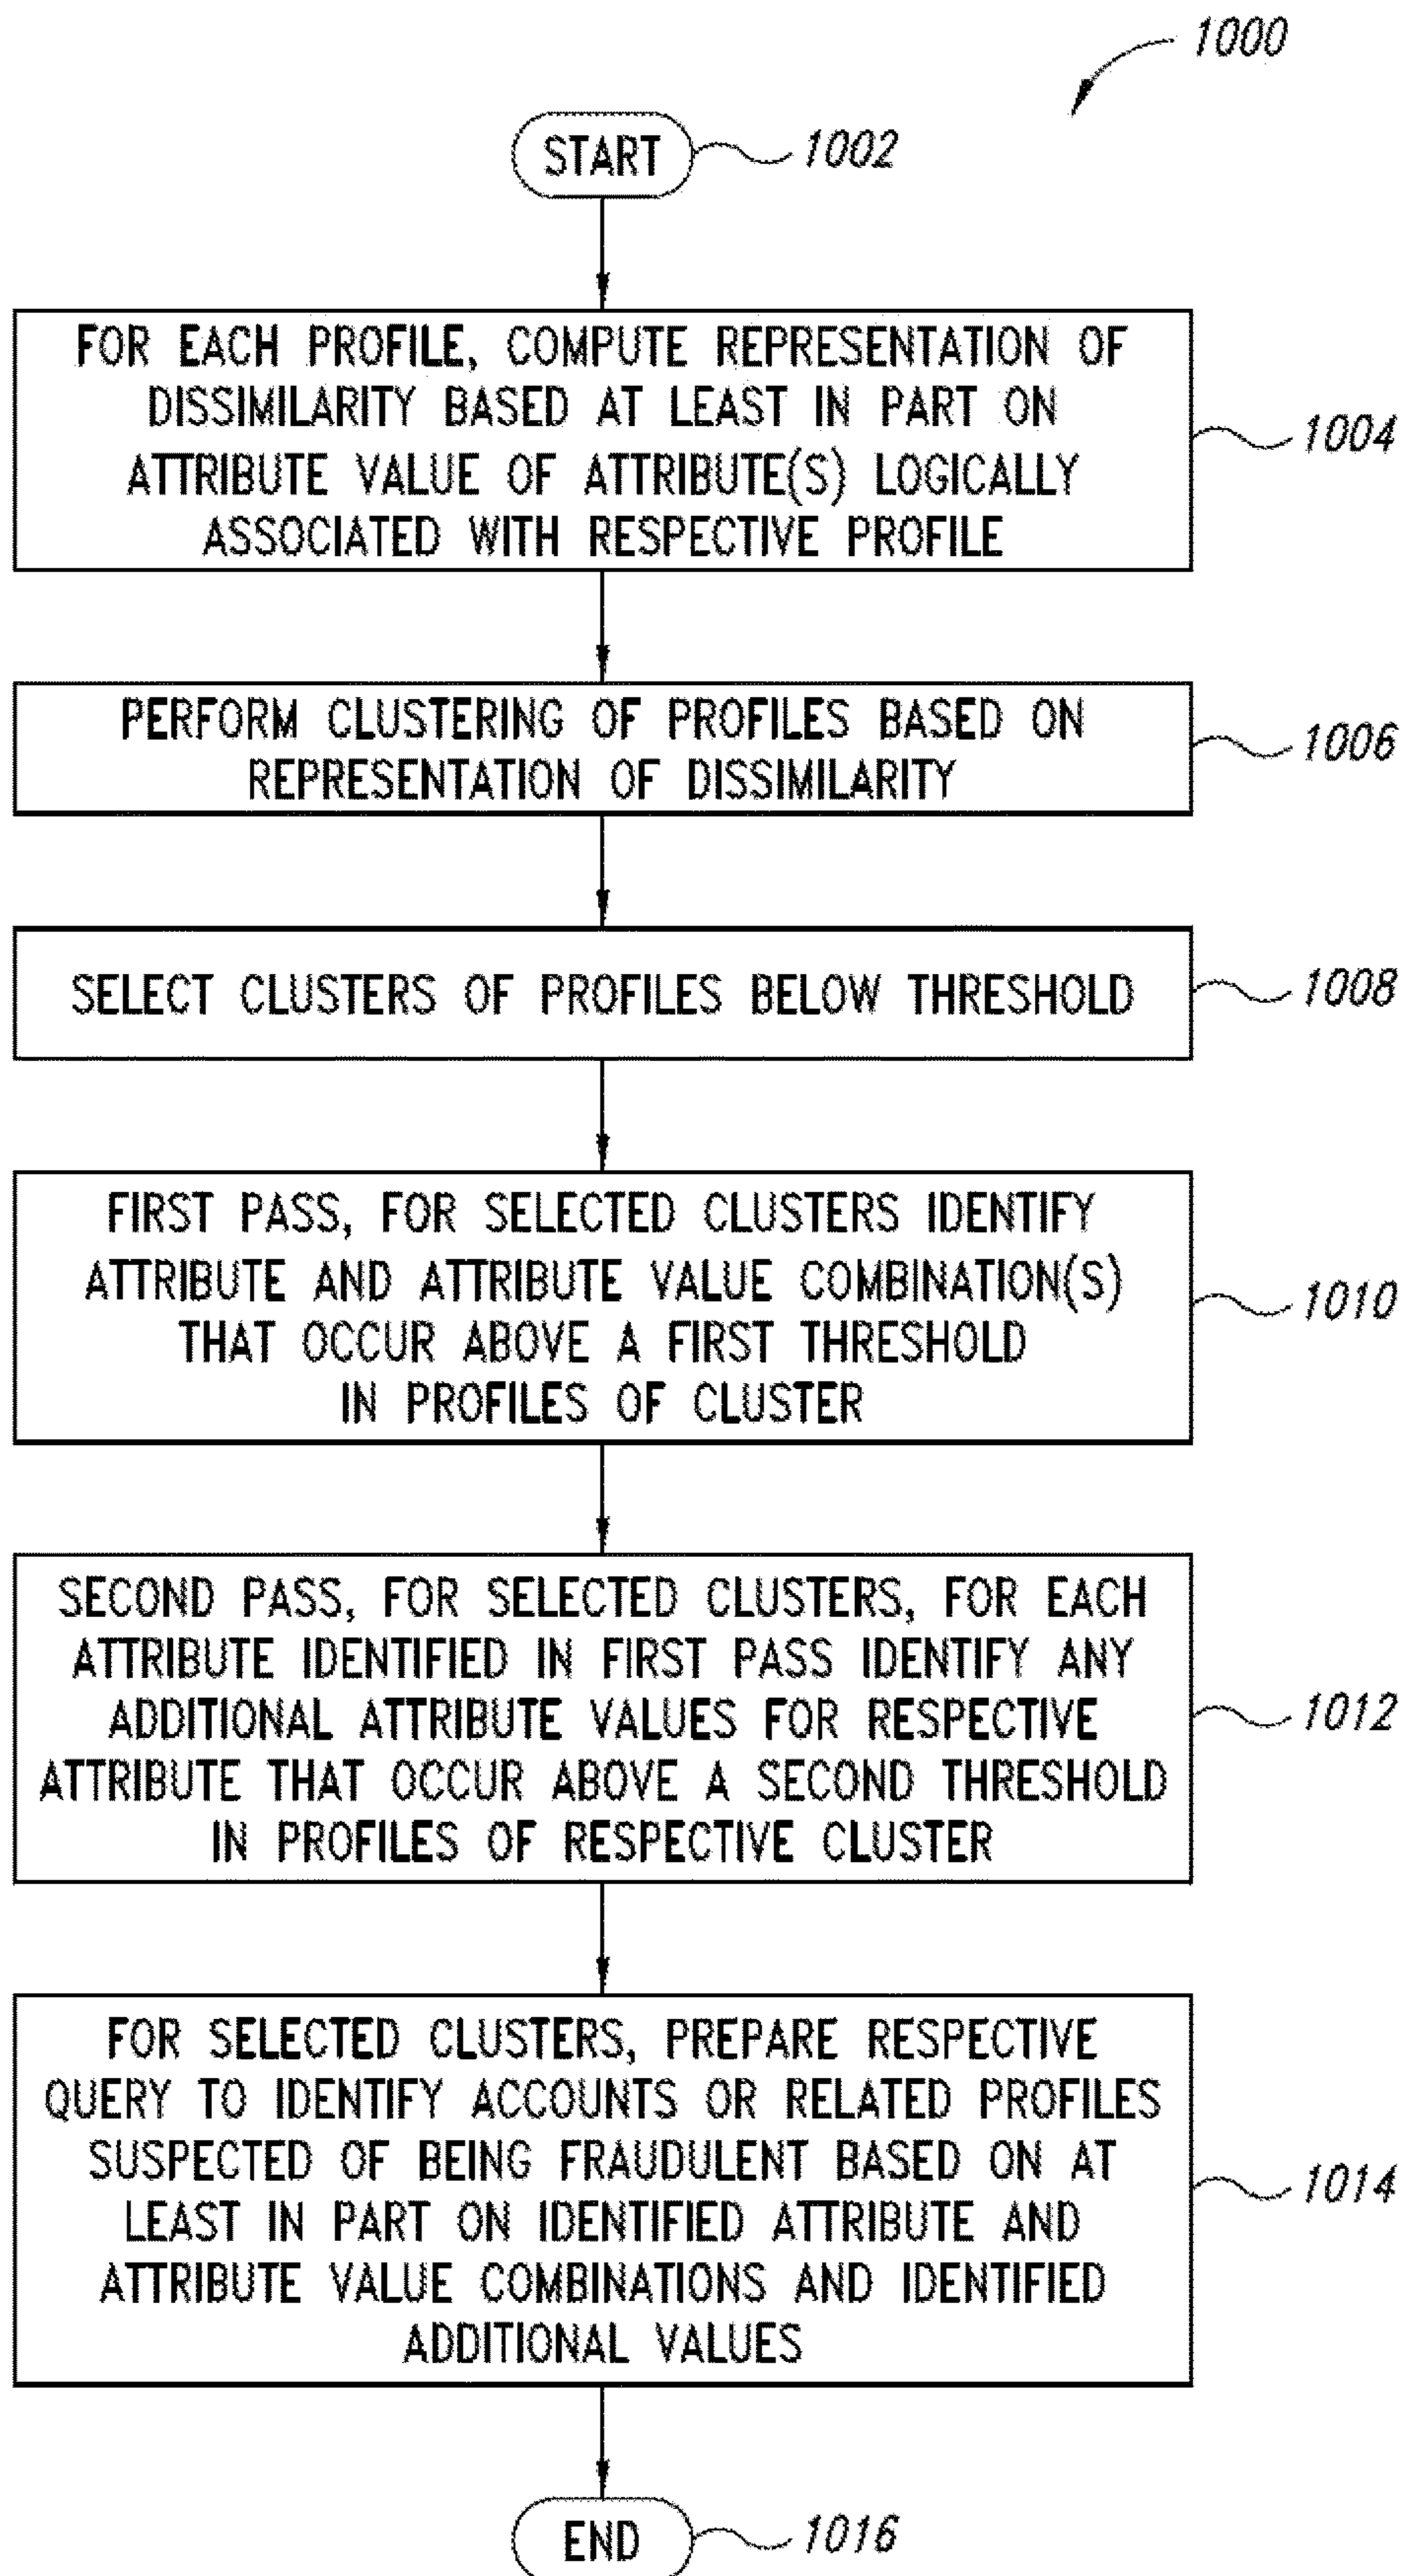 1000
START
1002
FOR EACH PROFILE, COMPUTE REPRESENTATION OF
DISSIMILARITY BASED AT LEAST IN PART ON
ATTRIBUTE VALUE OF ATTRIBUTE(S) LOGICALLY
ASSOCIATED WITH RESPECTIVE PROFILE
1004
PERFORM CLUSTERING OF PROFILES BASED ON
REPRESENTATION OF DISSIMILARITY
1006
SELECT CLUSTERS OF PROFILES BELOW THRESHOLD
1008
FIRST PASS, FOR SELECTED CLUSTERS IDENTIFY
ATTRIBUTE AND ATTRIBUTE VALUE COMBINATION(S)
THAT OCCUR ABOVE A FIRST THRESHOLD
IN PROFILES OF CLUSTER
1010
SECOND PASS, FOR SELECTED CLUSTERS, FOR EACH
ATTRIBUTE IDENTIFIED IN FIRST PASS IDENTIFY ANY
ADDITIONAL ATTRIBUTE VALUES FOR RESPECTIVE
ATTRIBUTE THAT OCCUR ABOVE A SECOND THRESHOLD
IN PROFILES OF RESPECTIVE CLUSTER
1012
FOR SELECTED CLUSTERS, PREPARE RESPECTIVE
QUERY TO IDENTIFY ACCOUNTS OR RELATED PROFILES
SUSPECTED OF BEING FRAUDULENT BASED ON AT
LEAST IN PART ON IDENTIFIED ATTRIBUTE AND
ATTRIBUTE VALUE COMBINATIONS AND IDENTIFIED
ADDITIONAL VALUES
1014
END
1016